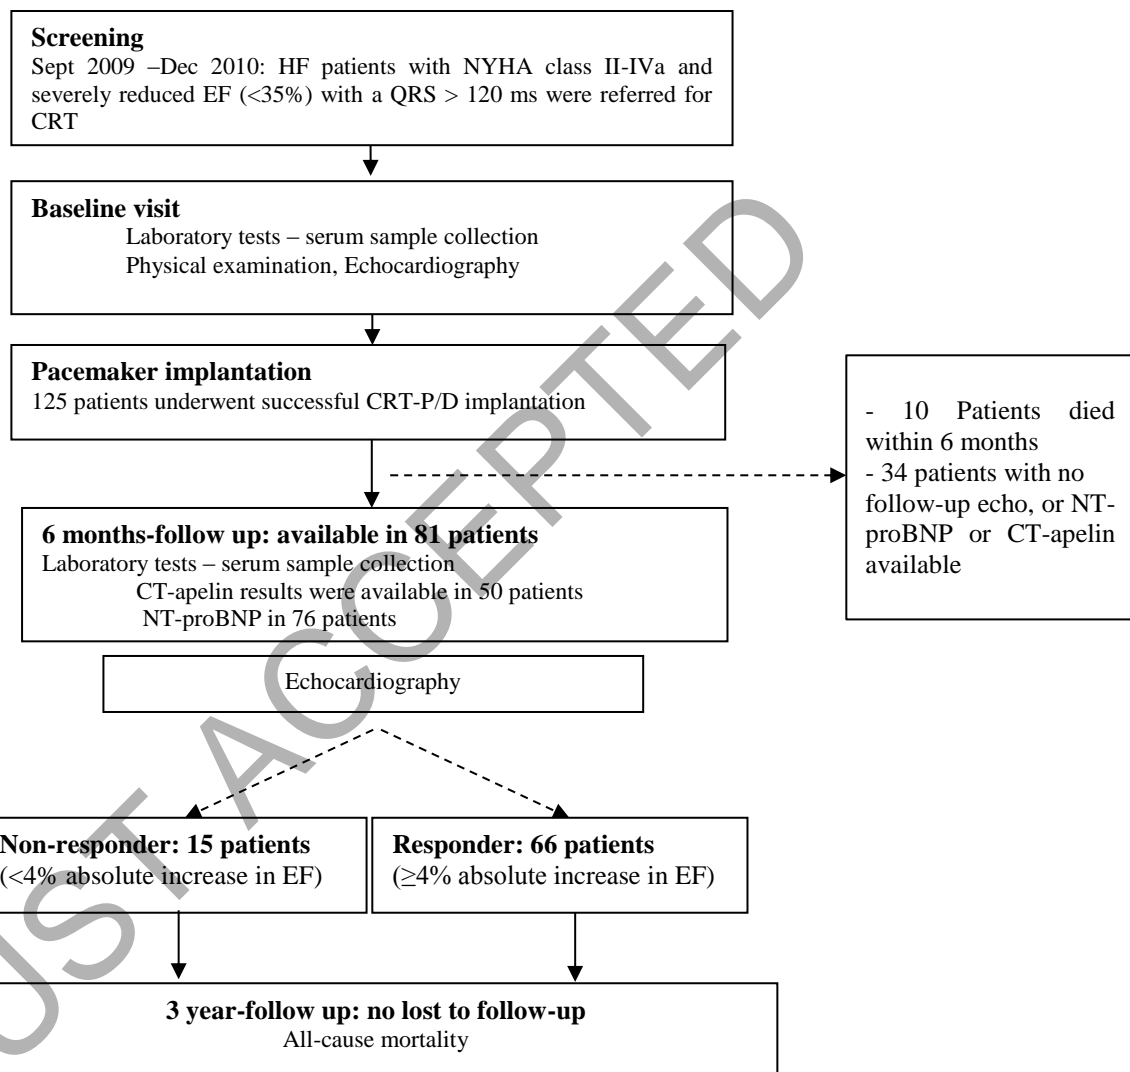 Screening
Sept 2009 –Dec 2010: HF patients with NYHA class II-IVa and
severely reduced EF (<35%) with a QRS > 120 ms were referred for
CRT
Baseline visit
Laboratory tests – serum sample collection
Physical examination, Echocardiography
Pacemaker implantation
125 patients underwent successful CRT-P/D implantation
- 10 Patients died
within 6 months
- 34 patients with no
follow-up echo, or NT-
proBNP or CT-apelin
available
6 months-follow up: available in 81 patients
Laboratory tests – serum sample collection
CT-apelin results were available in 50 patients
NT-proBNP in 76 patients
Echocardiography
Non-responder: 15 patients
(<4% absolute increase in EF)
Responder: 66 patients
(≥4% absolute increase in EF)
3 year-follow up: no lost to follow-up
All-cause mortality
UST ACCEPTED